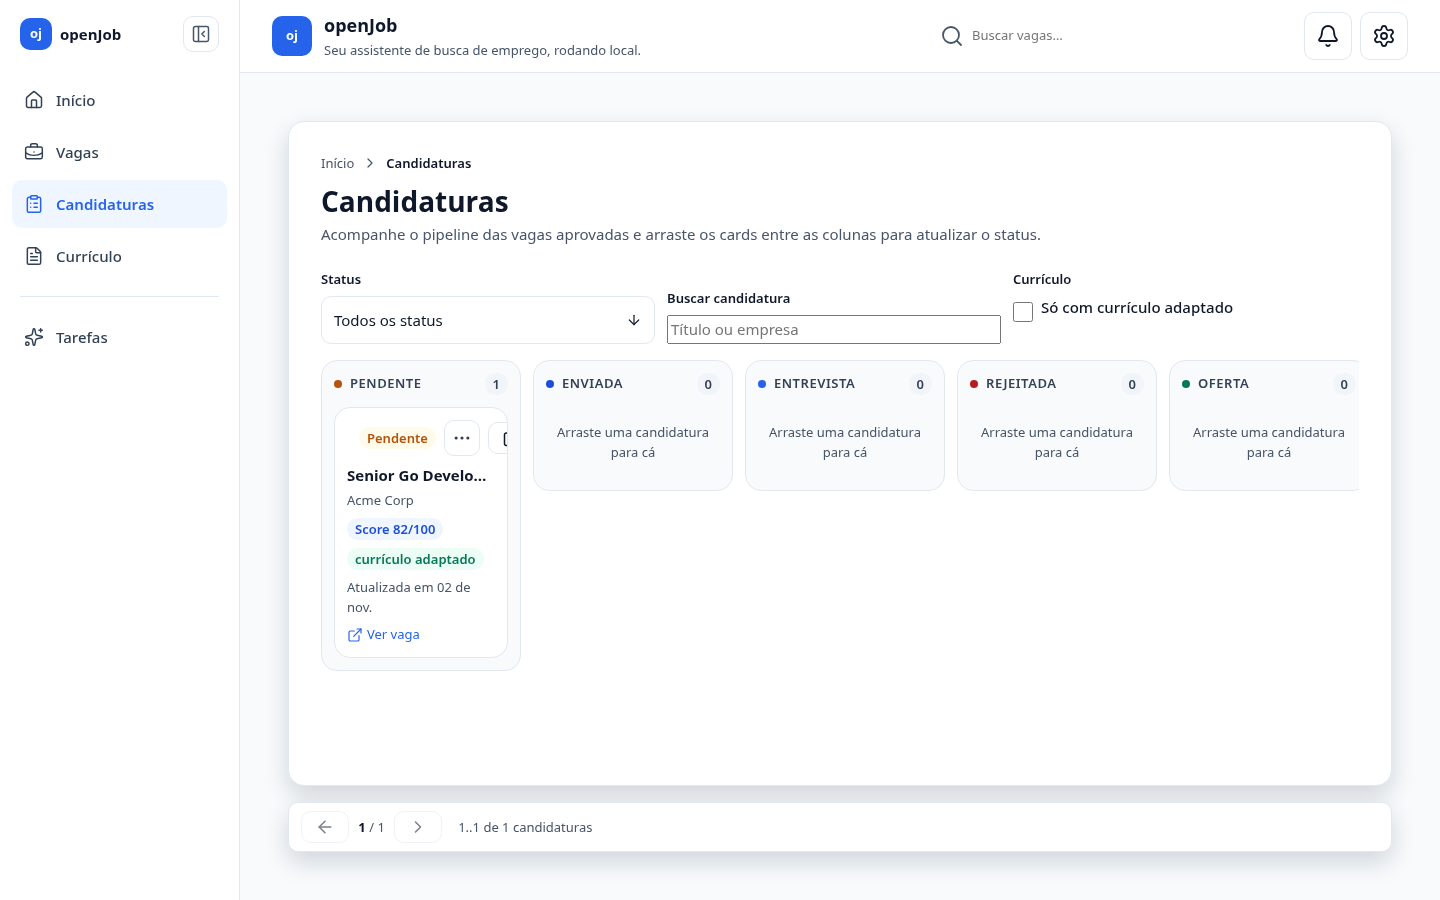 oj openJob
Início
Vagas
Candidaturas
Currículo
Tarefas
oj openJob
Seu assistente de busca de emprego, rodando local.
Buscar vagas...
Início > Candidaturas
Candidaturas
Acompanhe o pipeline das vagas aprovadas e arraste os cards entre as colunas para atualizar o status.
Status
Todos os status
Buscar candidatura
Título ou empresa
Currículo
Só com currículo adaptado
PENDENTE 1
Pendente
Senior Go Develo...
Acme Corp
Score 82/100
currículo adaptado
Atualizada em 02 de
nov.
Ver vaga
ENVIADA 0
Arraste uma candidatura
para cá
ENTREVISTA 0
Arraste uma candidatura
para cá
REJEITADA 0
Arraste uma candidatura
para cá
OFERTA 0
Arraste uma candidatura
para cá
1 / 1
1..1 de 1 candidaturas